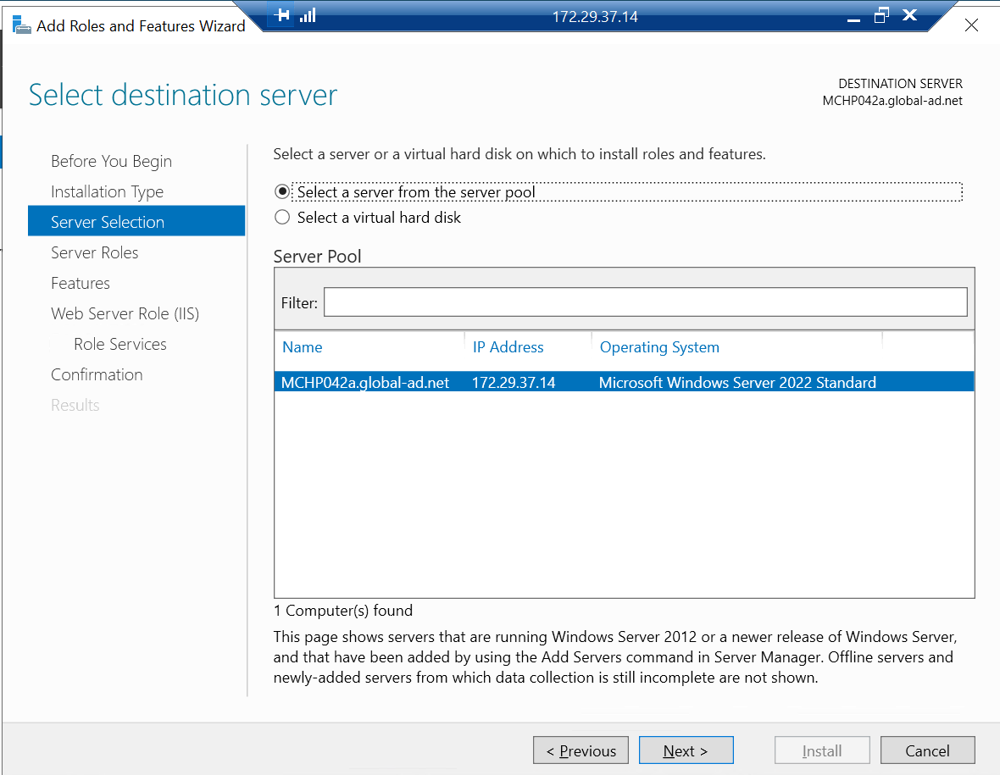 172.29.37.14
Add Roles and Features Wizard
Select destination server
DESTINATION SERVER
MCHP042a.global-ad.net
Before You Begin
Installation Type
Server Selection
Server Roles
Features
Web Server Role (IIS)
Role Services
Confirmation
Results
Select a server or a virtual hard disk on which to install roles and features.
Select a server from the server pool
Select a virtual hard disk
Server Pool
Filter:
Name IP Address Operating System
MCHP042a.global-ad.net 172.29.37.14 Microsoft Windows Server 2022 Standard
1 Computer(s) found
This page shows servers that are running Windows Server 2012 or a newer release of Windows Server,
and that have been added by using the Add Servers command in Server Manager. Offline servers and
newly-added servers from which data collection is still incomplete are not shown.
< Previous Next > Install Cancel